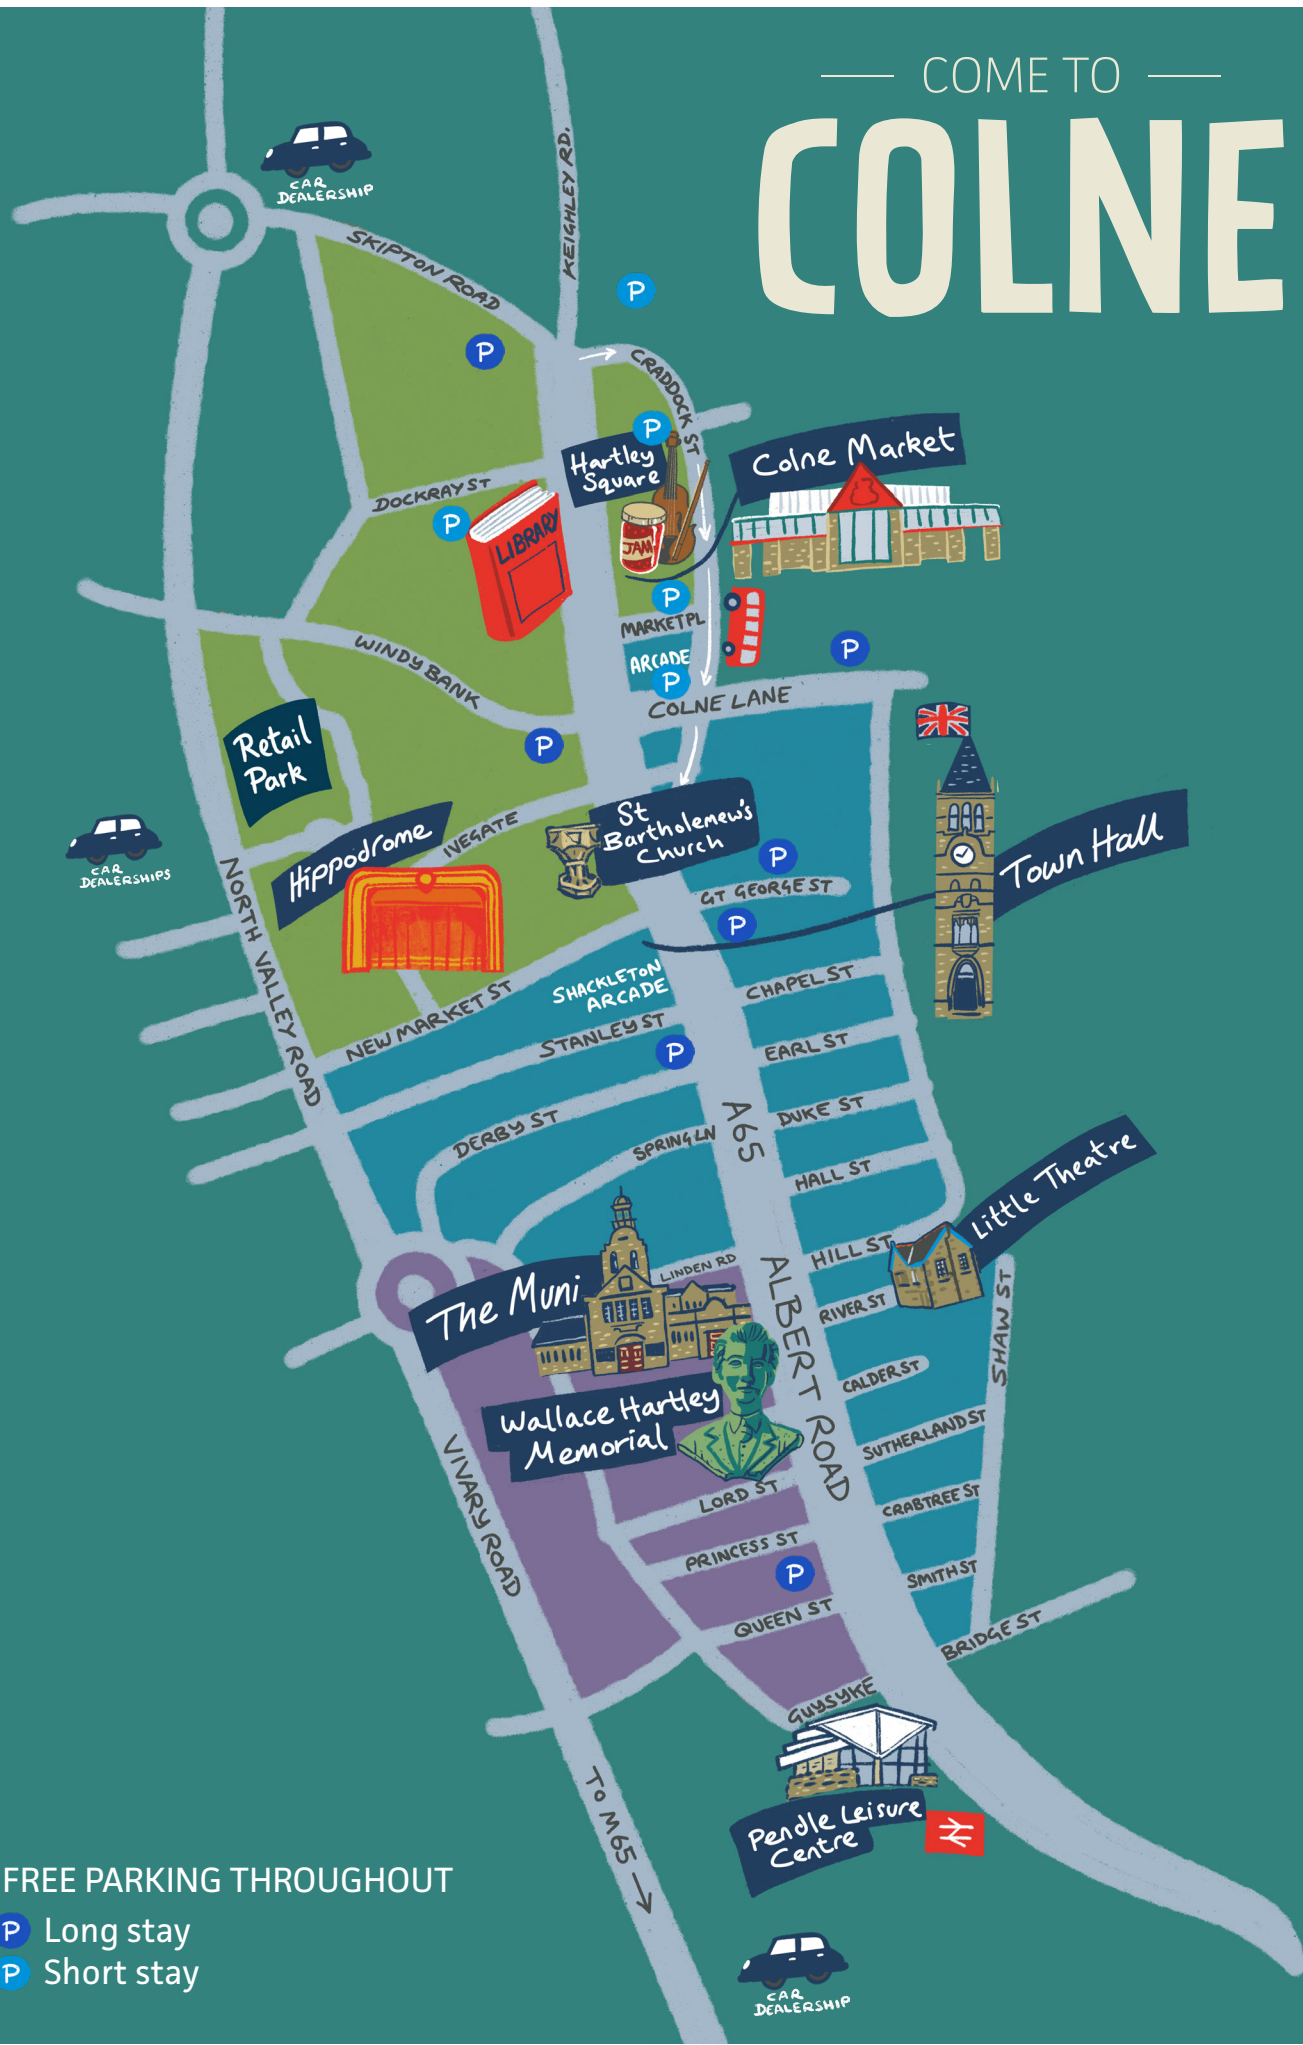 COME TO
COLNE
CAR
DEALERSHIP
KEIGHLEY RD.
SKIPTON ROAD
P
P
CRADDOCK ST
P
Hartley
Square
Colne Market
DOCKRAY ST
P
LIBRARY
JAM
P
MARKET PL
ARCADE
P
P
WINDY BANK
COLNE LANE
Retail
Park
P
CAR
DEALERSHIPS
Hippodrome
IVEGATE
St
Bartholemew's
Church
P
GT GEORGE ST
P
Town Hall
NORTH VALLEY ROAD
NEW MARKET ST
SHACKLETON
ARCADE
CHAPEL ST
STANLEY ST
P
EARL ST
A65
DUKE ST
DERBY ST
SPRING LN
HALL ST
Little Theatre
HILL ST
LINDEN RD
The Muni
ALBERT ROAD
RIVER ST
SHAW ST
CALDER ST
Wallace Hartley
Memorial
SUTHERLAND ST
VIVARY ROAD
LORD ST
CRABTREE ST
PRINCESS ST
P
SMITH ST
QUEEN ST
BRIDGE ST
GUYSYKE
TO M65
Pendle Leisure
Centre
FREE PARKING THROUGHOUT
P Long stay
P Short stay
CAR
DEALERSHIP